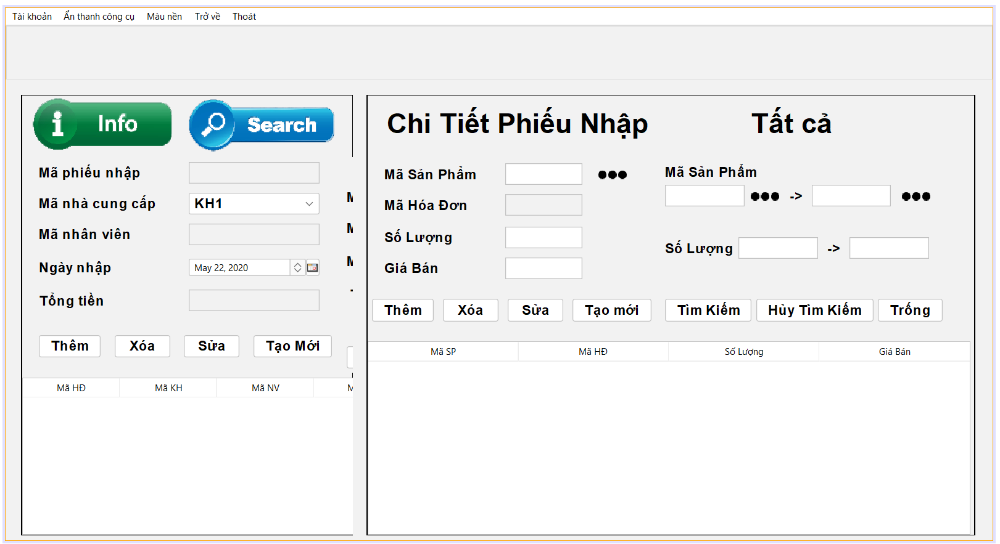 Tài khoản Ẩn thanh công cụ Màu nền Trở về Thoát
Info
Search
Mã phiếu nhập
Mã nhà cung cấp
KH1
Mã nhân viên
Ngày nhập
May 22, 2020
Tổng tiền
Thêm Xóa Sửa Tạo Mới
Mã HĐ Mã KH Mã NV
Chi Tiết Phiếu Nhập
Tất cả
Mã Sản Phẩm
Mã Hóa Đơn
Số Lượng
Giá Bán
Mã Sản Phẩm
->
Số Lượng ->
Thêm Xóa Sửa Tạo mới Tìm Kiếm Hủy Tìm Kiếm Trống
Mã SP Mã HĐ Số Lượng Giá Bán